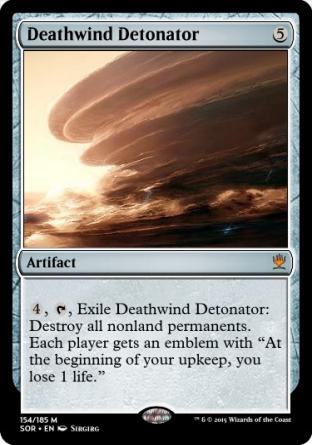 Deathwind Detonator 5
Artifact
4, T, Exile Deathwind Detonator:
Destroy all nonland permanents.
Each player gets an emblem with “At
the beginning of your upkeep, you
lose 1 life.”
154/185 M
SOR • EN SIRGIRG
™ & © 2015 Wizards of the Coast